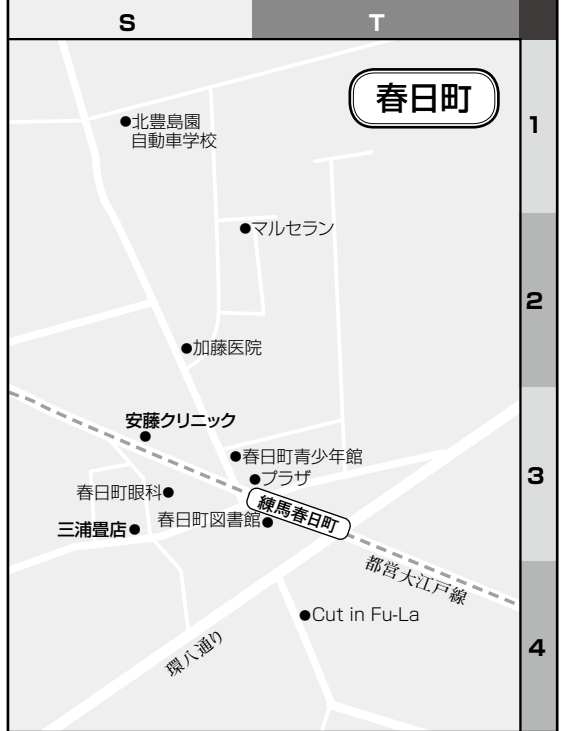 S
T
春日町
1
●北豊島園
自動車学校
●マルセラン
2
●加藤医院
安藤クリニック
●
●春日町青少年館
●プラザ
3
春日町眼科●
練馬春日町
春日町図書館●
三浦畳店●
都営大江戸線
●Cut in Fu-La
環八通り
4